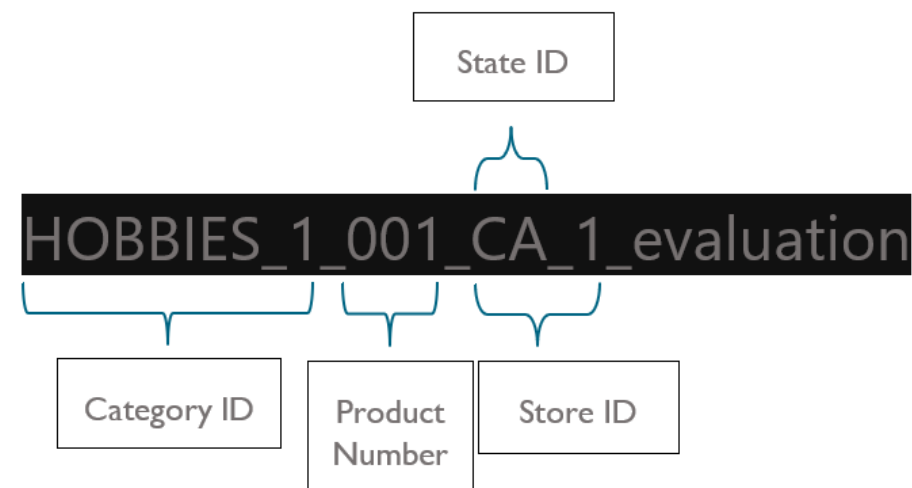 State ID
HOBBIES_1_001_CA_1_evaluation
Category ID
Product
Number
Store ID